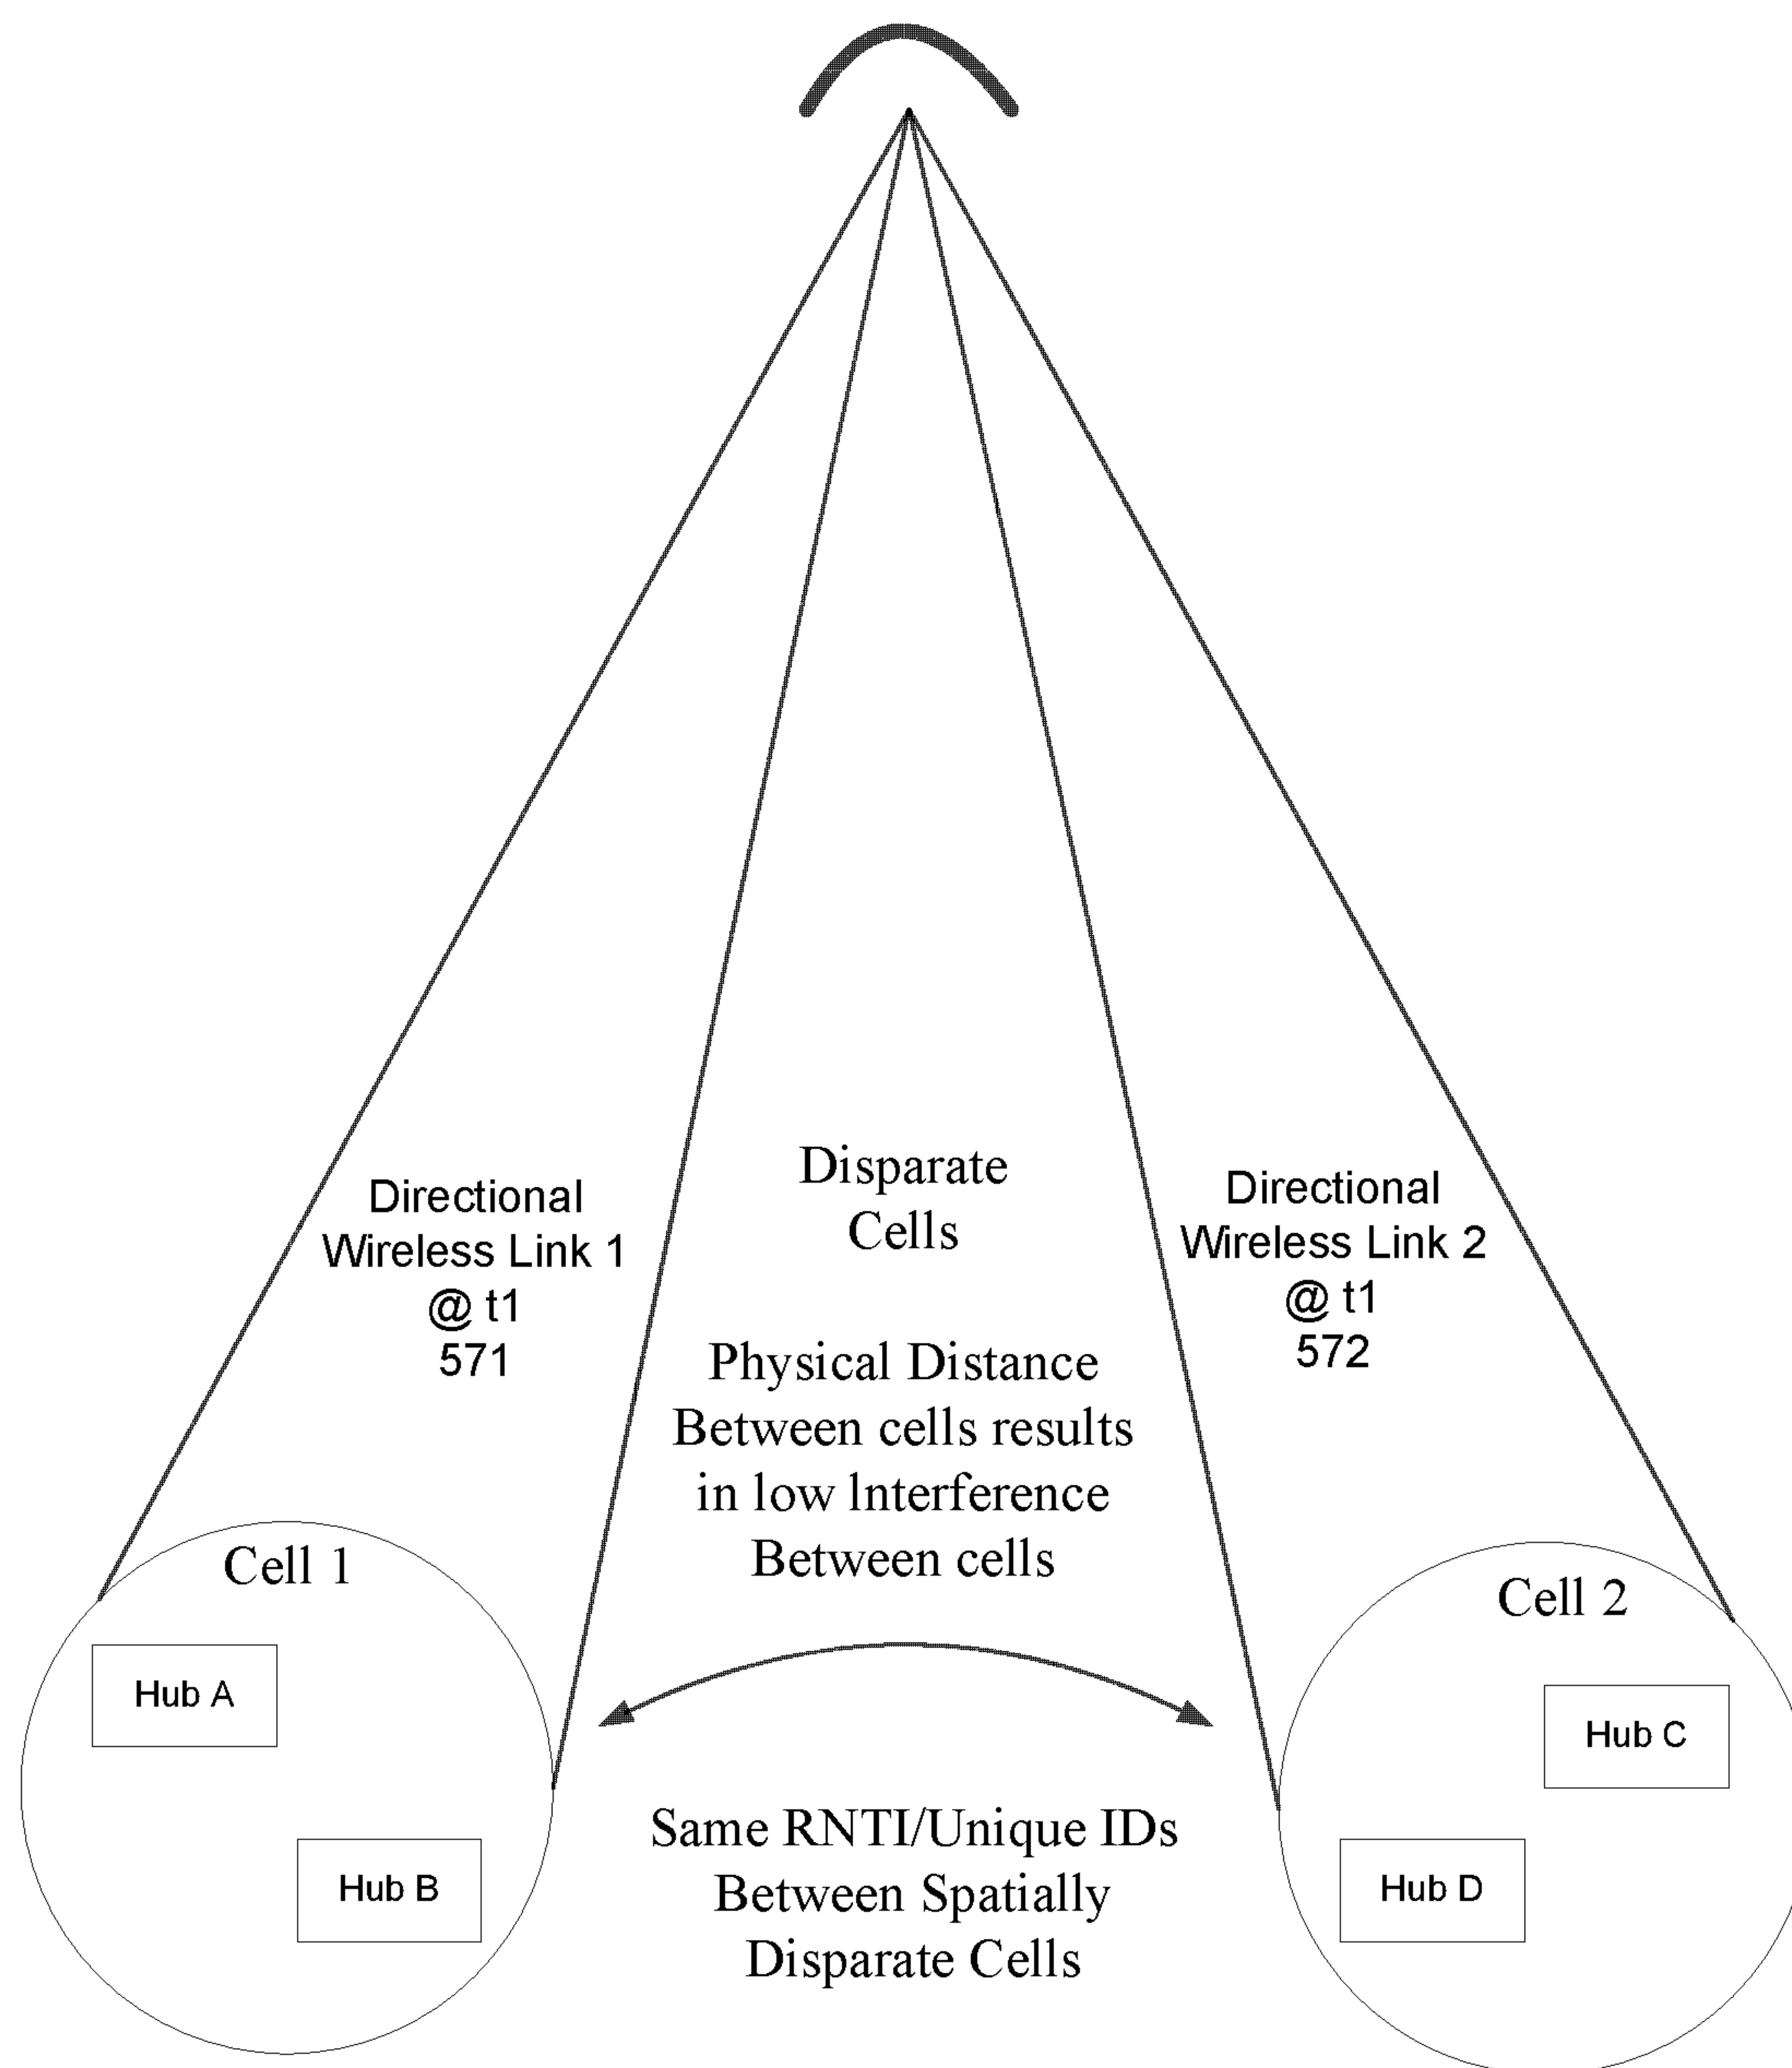 Disparate
Cells
Directional
Wireless Link 1
@ t1
571
Directional
Wireless Link 2
@ t1
572
Physical Distance
Between cells results
in low Interference
Between cells
Cell 1
Hub A
Hub B
Cell 2
Hub C
Hub D
Same RNTI/Unique IDs
Between Spatially
Disparate Cells